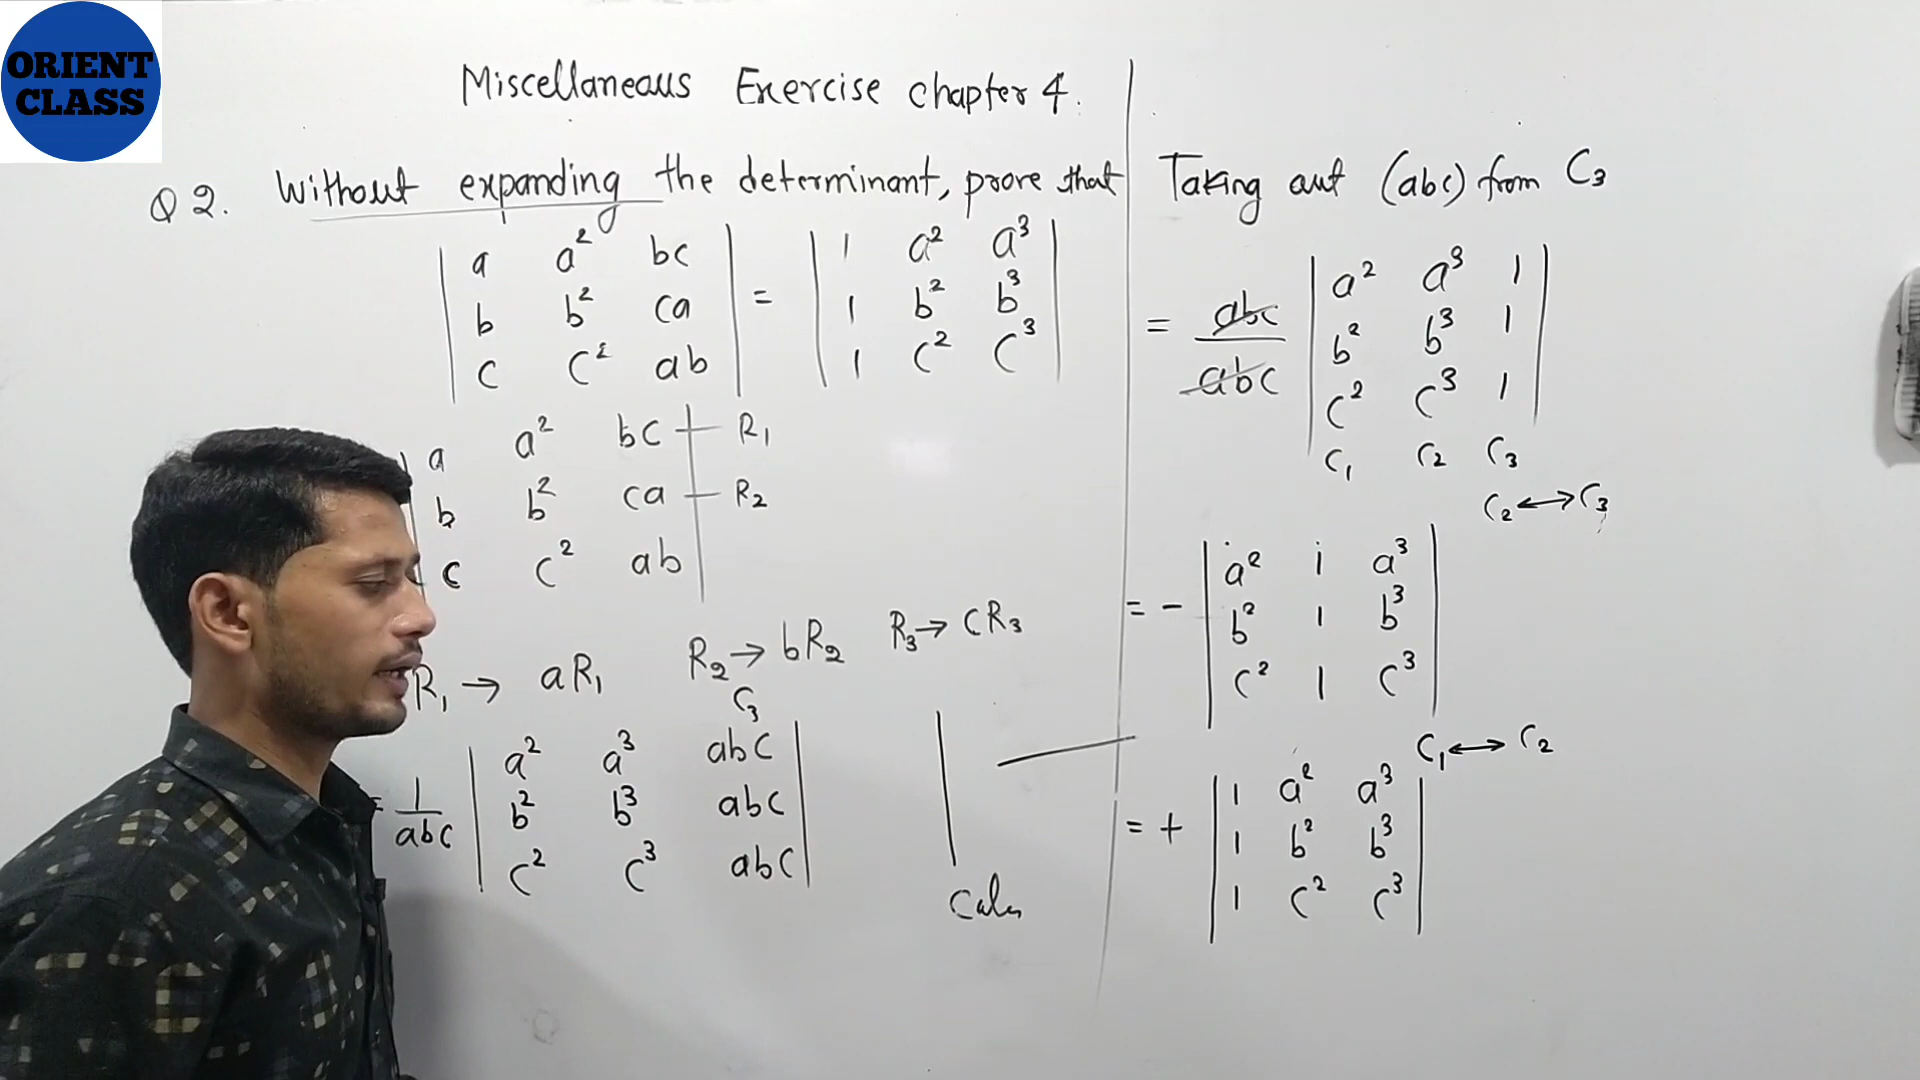 ORIENT
CLASS
Miscellaneous Exercise chapter 4.
Q 2. Without expanding the determinant, prove that
| a a² bc | = | 1 a² a³ |
| b b² ca | | 1 b² b³ |
| c c² ab | | 1 c² c³ |
a a² bc — R₁
b b² ca — R₂
c c² ab
R₁ → aR₁ R₂ → bR₂ R₃ → cR₃
C₃
= 1/abc | a² a³ abc |
| b² b³ abc |
| c² c³ abc |
Taking out (abc) from C₃
= abc/abc | a² a³ 1 |
| b² b³ 1 |
| c² c³ 1 |
C₁ C₂ C₃
C₂ ↔ C₃
= - | a² 1 a³ |
| b² 1 b³ |
| c² 1 c³ |
C₁ ↔ C₂
= + | 1 a² a³ |
| 1 b² b³ |
| 1 c² c³ |